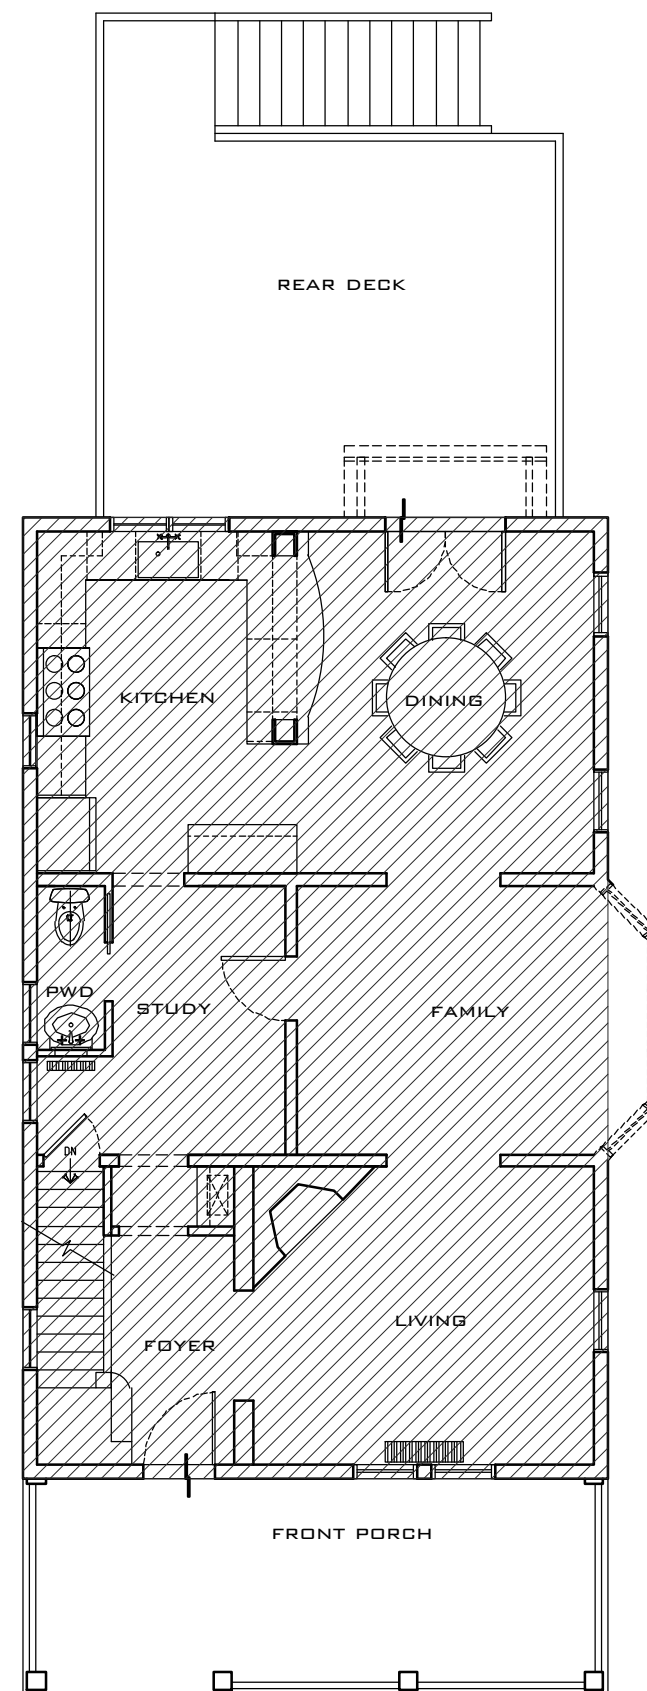 REAR DECK
KITCHEN
DINING
PWD
STUDY
FAMILY
DN
LIVING
FOYER
FRONT PORCH